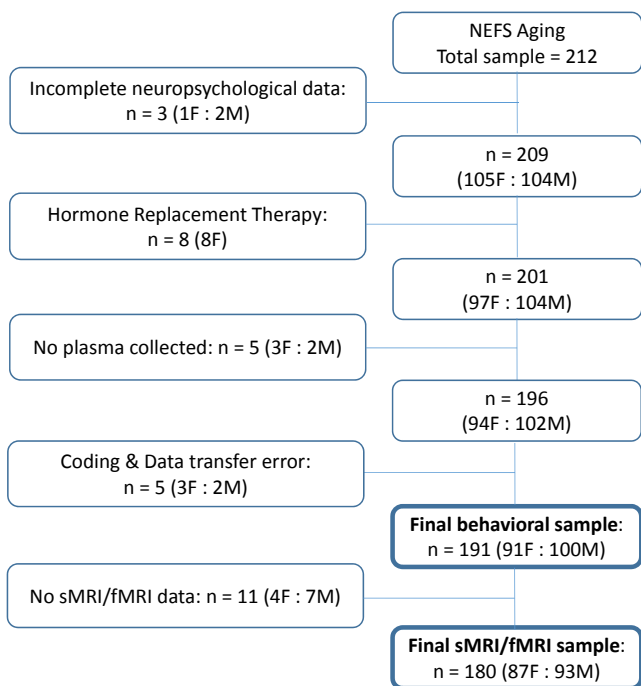 NEFS Aging
Total sample = 212
Incomplete neuropsychological data:
n = 3 (1F : 2M)
n = 209
(105F : 104M)
Hormone Replacement Therapy:
n = 8 (8F)
n = 201
(97F : 104M)
No plasma collected: n = 5 (3F : 2M)
n = 196
(94F : 102M)
Coding & Data transfer error:
n = 5 (3F : 2M)
Final behavioral sample:
n = 191 (91F : 100M)
No sMRI/fMRI data: n = 11 (4F : 7M)
Final sMRI/fMRI sample:
n = 180 (87F : 93M)